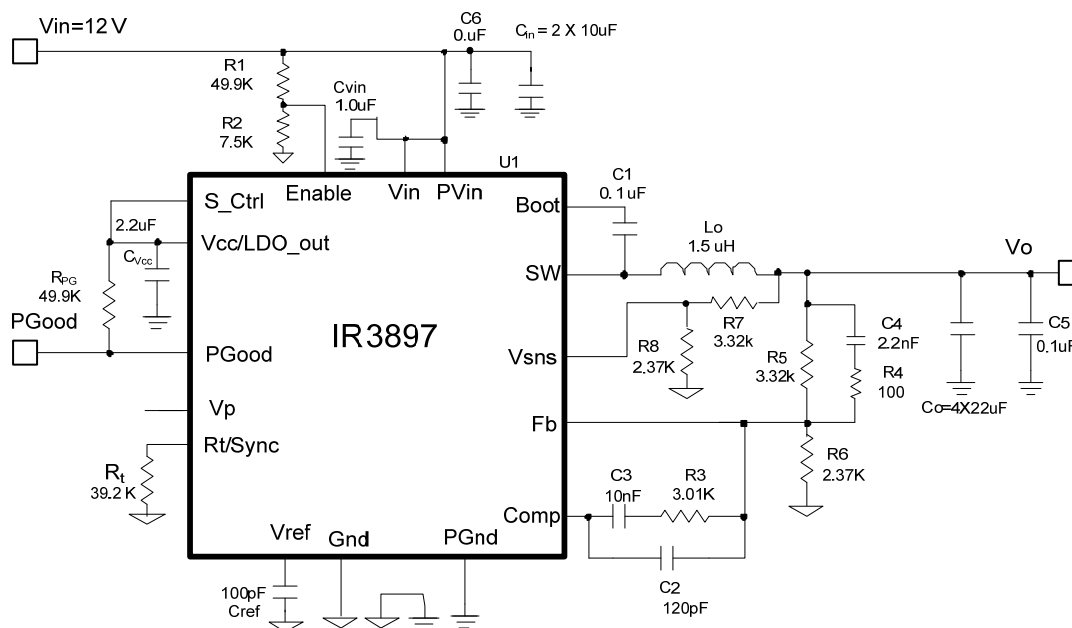 Vin=12 V
C6
0.uF
Cin = 2 X 10uF
R1
49.9K
Cvin
1.0uF
R2
7.5K
U1
Enable
Vin
PVin
C1
0.1uF
S_Ctrl
Boot
2.2uF
Vcc/LDO_out
CVcc
Lo
1.5 uH
Vo
SW
RPG
49.9K
PGood
IR3897
R7
3.32k
C4
2.2nF
C5
0.1uF
PGood
Vsns
R8
2.37K
R5
3.32k
R4
100
Co=4X22uF
Vp
Fb
Rt/Sync
Rt
39.2 K
R6
2.37K
C3
10nF
R3
3.01K
Comp
Vref
Gnd
PGnd
100pF
Cref
C2
120pF